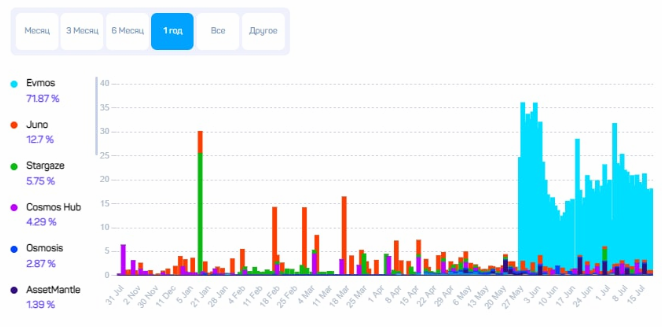 Месяц 3 Месяц 6 Месяц 1 год Все Другое
Evmos
71.87 %
Juno
12.7 %
Stargaze
5.75 %
Cosmos Hub
4.29 %
Osmosis
2.87 %
AssetMantle
1.39 %
40
35
30
25
20
15
10
5
0
31 Jul 2 Nov 30 Nov 11 Dec 5 Jan 21 Jan 28 Jan 4 Feb 11 Feb 18 Feb 25 Feb 4 Mar 11 Mar 18 Mar 25 Mar 1 Apr 8 Apr 15 Apr 22 Apr 29 Apr 6 May 13 May 20 May 27 May 3 Jun 10 Jun 17 Jun 24 Jun 1 Jul 8 Jul 15 Jul